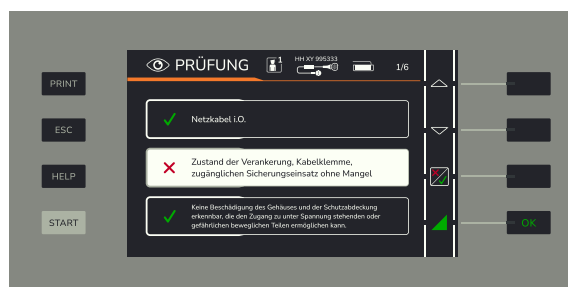 PRÜFUNG
1
HH XY 995333
1/6
PRINT
ESC
Netzkabel i.O.
HELP
Zustand der Verankerung, Kabelklemme,
zugänglichen Sicherungseinsatz ohne Mangel
START
Keine Beschädigung des Gehäuses und der Schutzabdeckung
erkennbar, die den Zugang zu unter Spannung stehenden oder
gefährlichen beweglichen Teilen ermöglichen kann.
OK